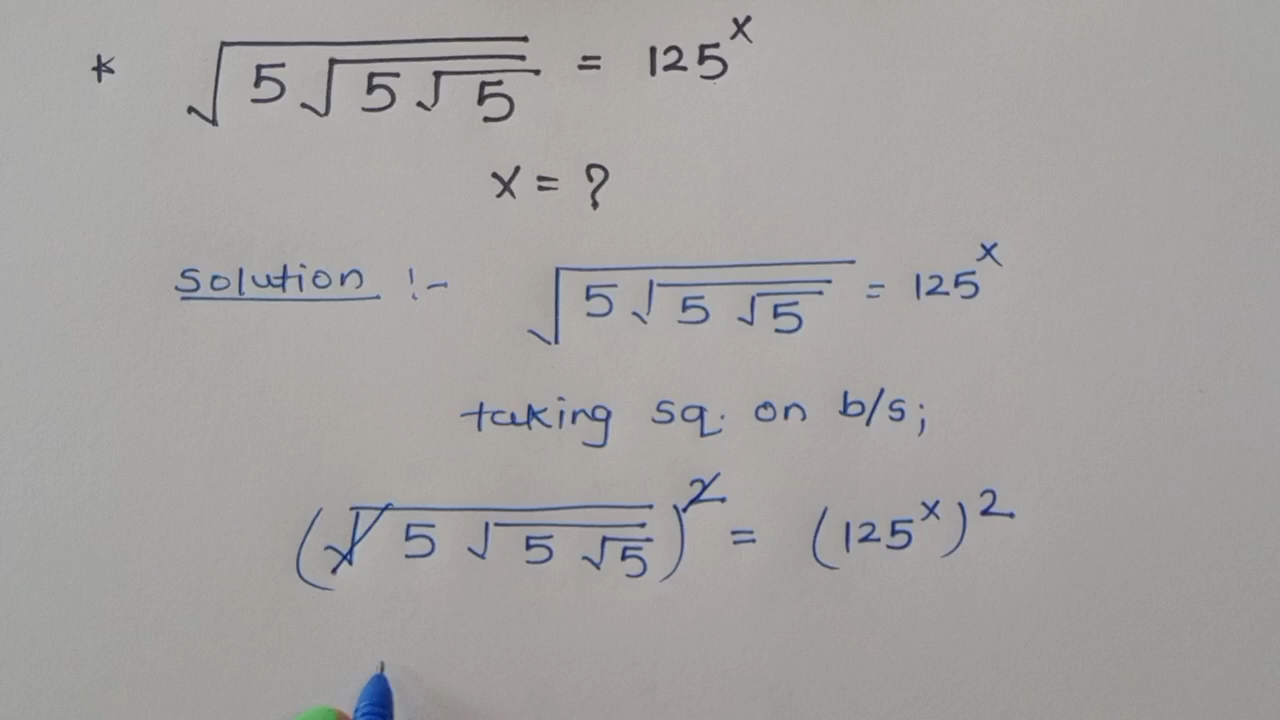 * √(5√(5√5)) = 125^x
x = ?
Solution :- √(5√(5√5)) = 125^x
taking sq. on b/s;
(√(5√(5√5)))^2 = (125^x)^2